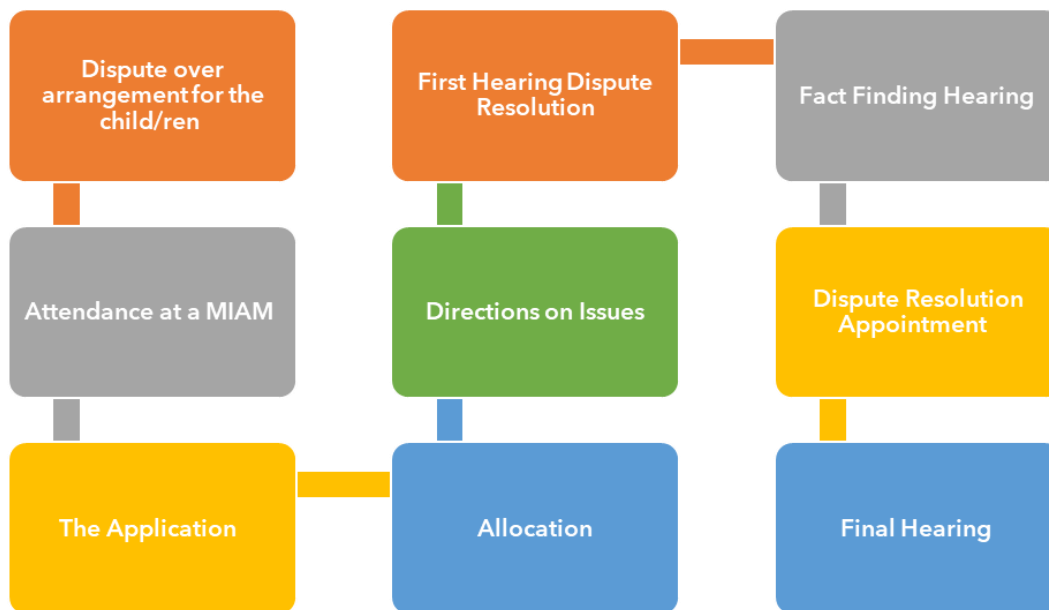 Dispute over
arrangement for the
child/ren
Attendance at a MIAM
The Application
Allocation
Directions on Issues
First Hearing Dispute
Resolution
Fact Finding Hearing
Dispute Resolution
Appointment
Final Hearing